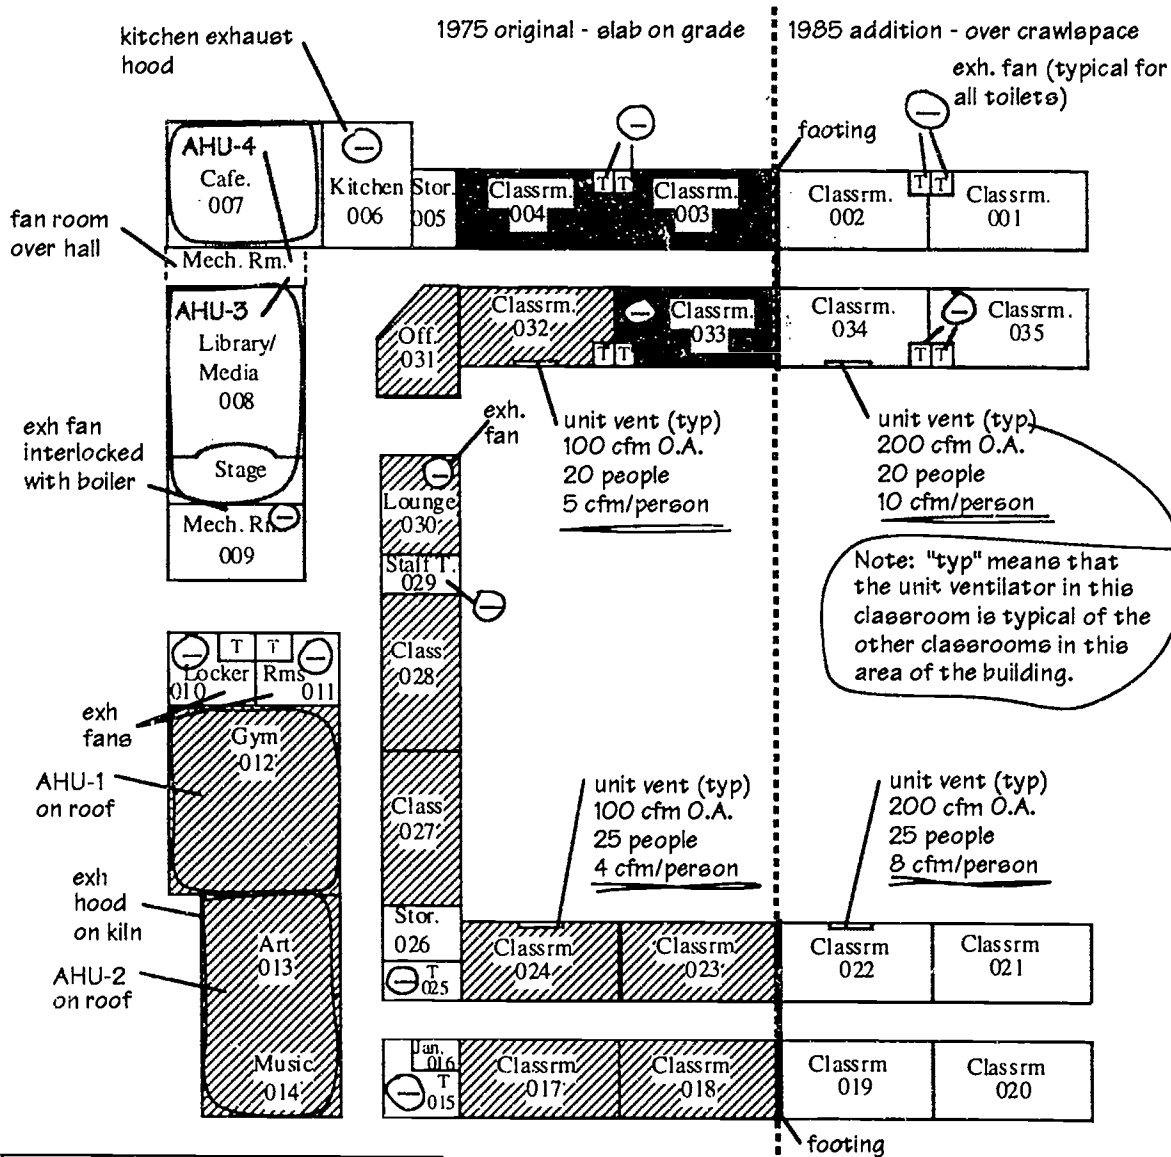 kitchen exhaust
hood
1975 original - slab on grade
1985 addition - over crawlspace
exh. fan (typical for
all toilets)
footing
AHU-4
Cafe.
007
Kitchen
006
Stor.
005
Classrm.
004
T T
Classrm.
003
Classrm.
002
T T
Classrm.
001
fan room
over hall
Mech. Rm.
AHU-3
Library/
Media
008
Stage
Off.
031
Classrm.
032
T T
Classrm.
033
Classrm.
034
T T
Classrm.
035
exh fan
interlocked
with boiler
Mech. Rm.
009
exh.
fan
Lounge
030
Staff T.
029
unit vent (typ)
100 cfm O.A.
20 people
5 cfm/person
unit vent (typ)
200 cfm O.A.
20 people
10 cfm/person
Note: "typ" means that
the unit ventilator in this
classroom is typical of the
other classrooms in this
area of the building.
T T
Locker Rms
010 011
exh
fans
Gym
012
AHU-1
on roof
Class
028
Class
027
unit vent (typ)
100 cfm O.A.
25 people
4 cfm/person
unit vent (typ)
200 cfm O.A.
25 people
8 cfm/person
exh
hood
on kiln
Art
013
AHU-2
on roof
Music
014
Stor.
026
T
025
Classrm
024
Classrm
023
Classrm
022
Classrm
021
Jan.
016
T
015
Classrm
017
Classrm
018
Classrm
019
Classrm
020
footing